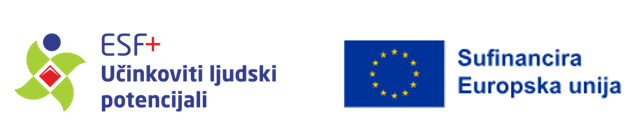 ESF+
Učinkoviti ljudski
potencijali
Sufinancira
Europska unija